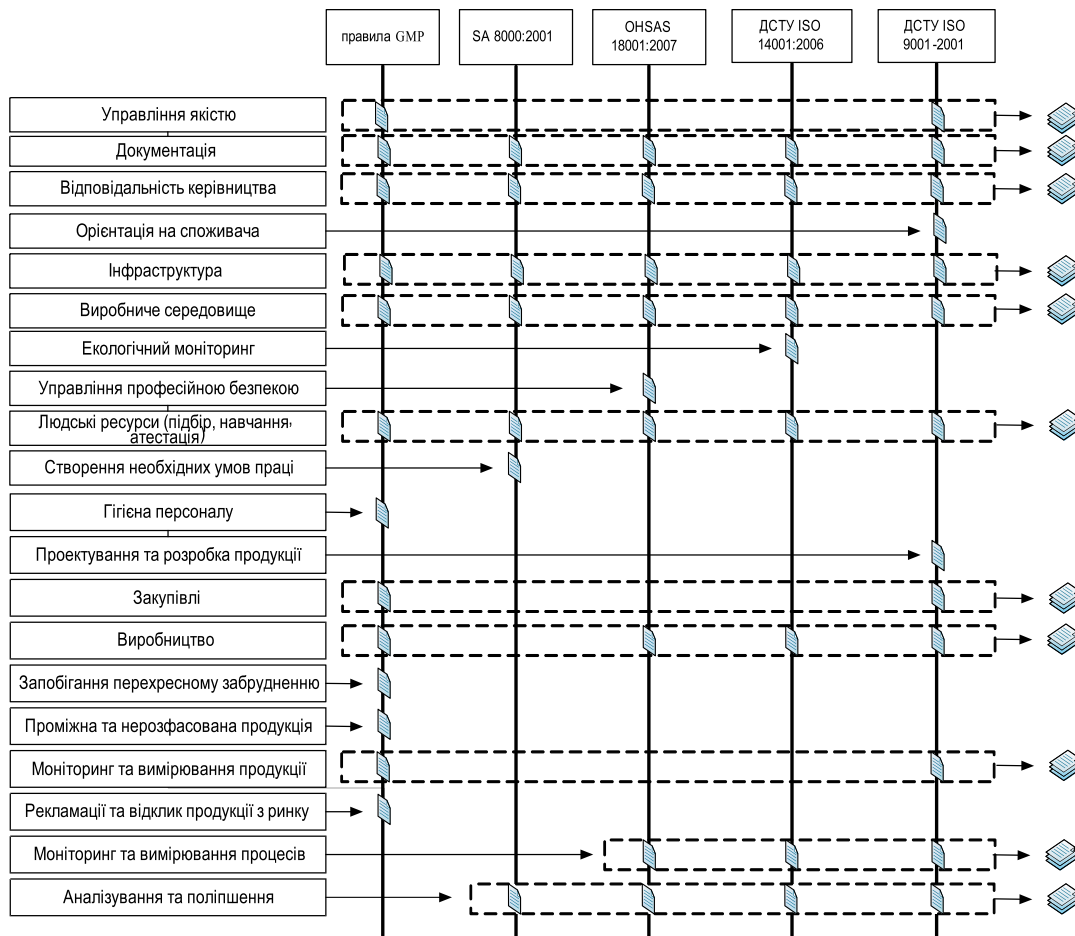 правила GMP
SA 8000:2001
OHSAS
18001:2007
ДСТУ ISO
14001:2006
ДСТУ ISO
9001-2001
Управління якістю
Документація
Відповідальність керівництва
Орієнтація на споживача
Інфраструктура
Виробниче середовище
Екологічний моніторинг
Управління професійною безпекою
Людські ресурси (підбір, навчання,
атестація)
Створення необхідних умов праці
Гігієна персоналу
Проектування та розробка продукції
Закупівлі
Виробництво
Запобігання перехресному забрудненню
Проміжна та нерозфасована продукція
Моніторинг та вимірювання продукції
Рекламації та відклик продукції з ринку
Моніторинг та вимірювання процесів
Аналізування та поліпшення